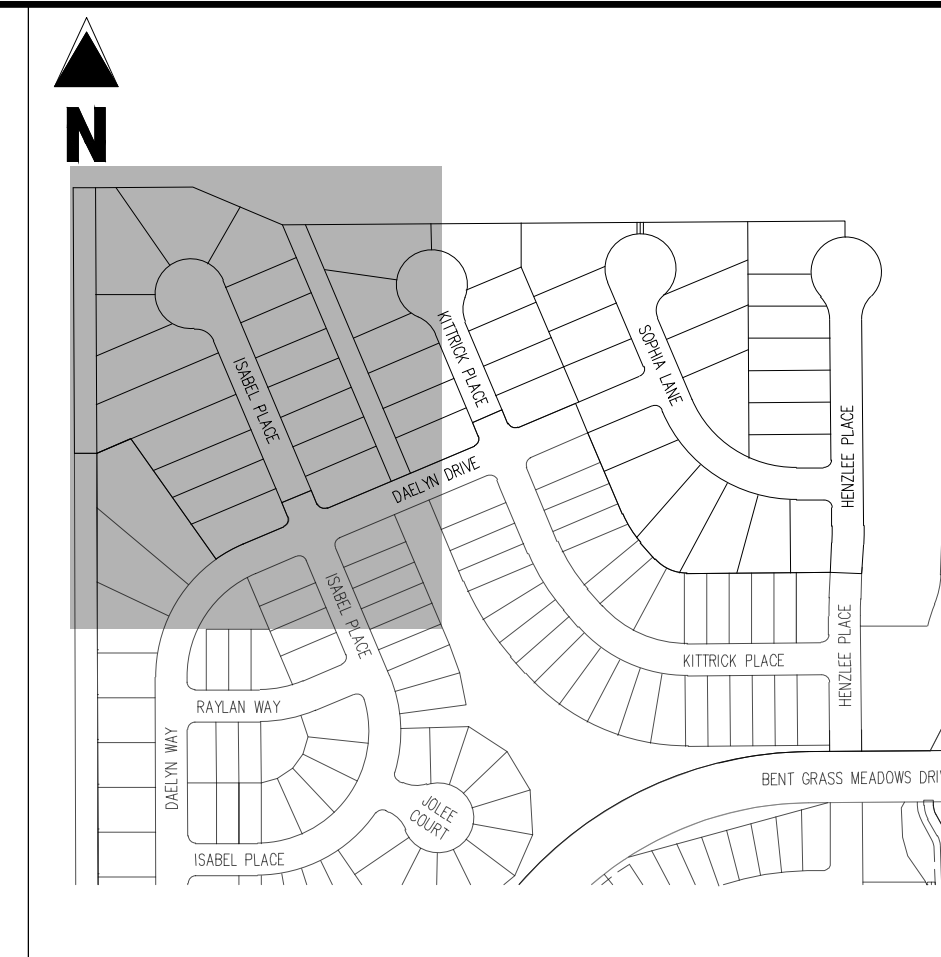 N
ISABEL PLACE
KITTRICK PLACE
SOPHIA LANE
HENZLEE PLACE
DAELYN DRIVE
ISABEL PLACE
KITTRICK PLACE
HENZLEE PLACE
RAYLAN WAY
DAELYN WAY
BENT GRASS MEADOWS DRI
JOLEE
COURT
ISABEL PLACE